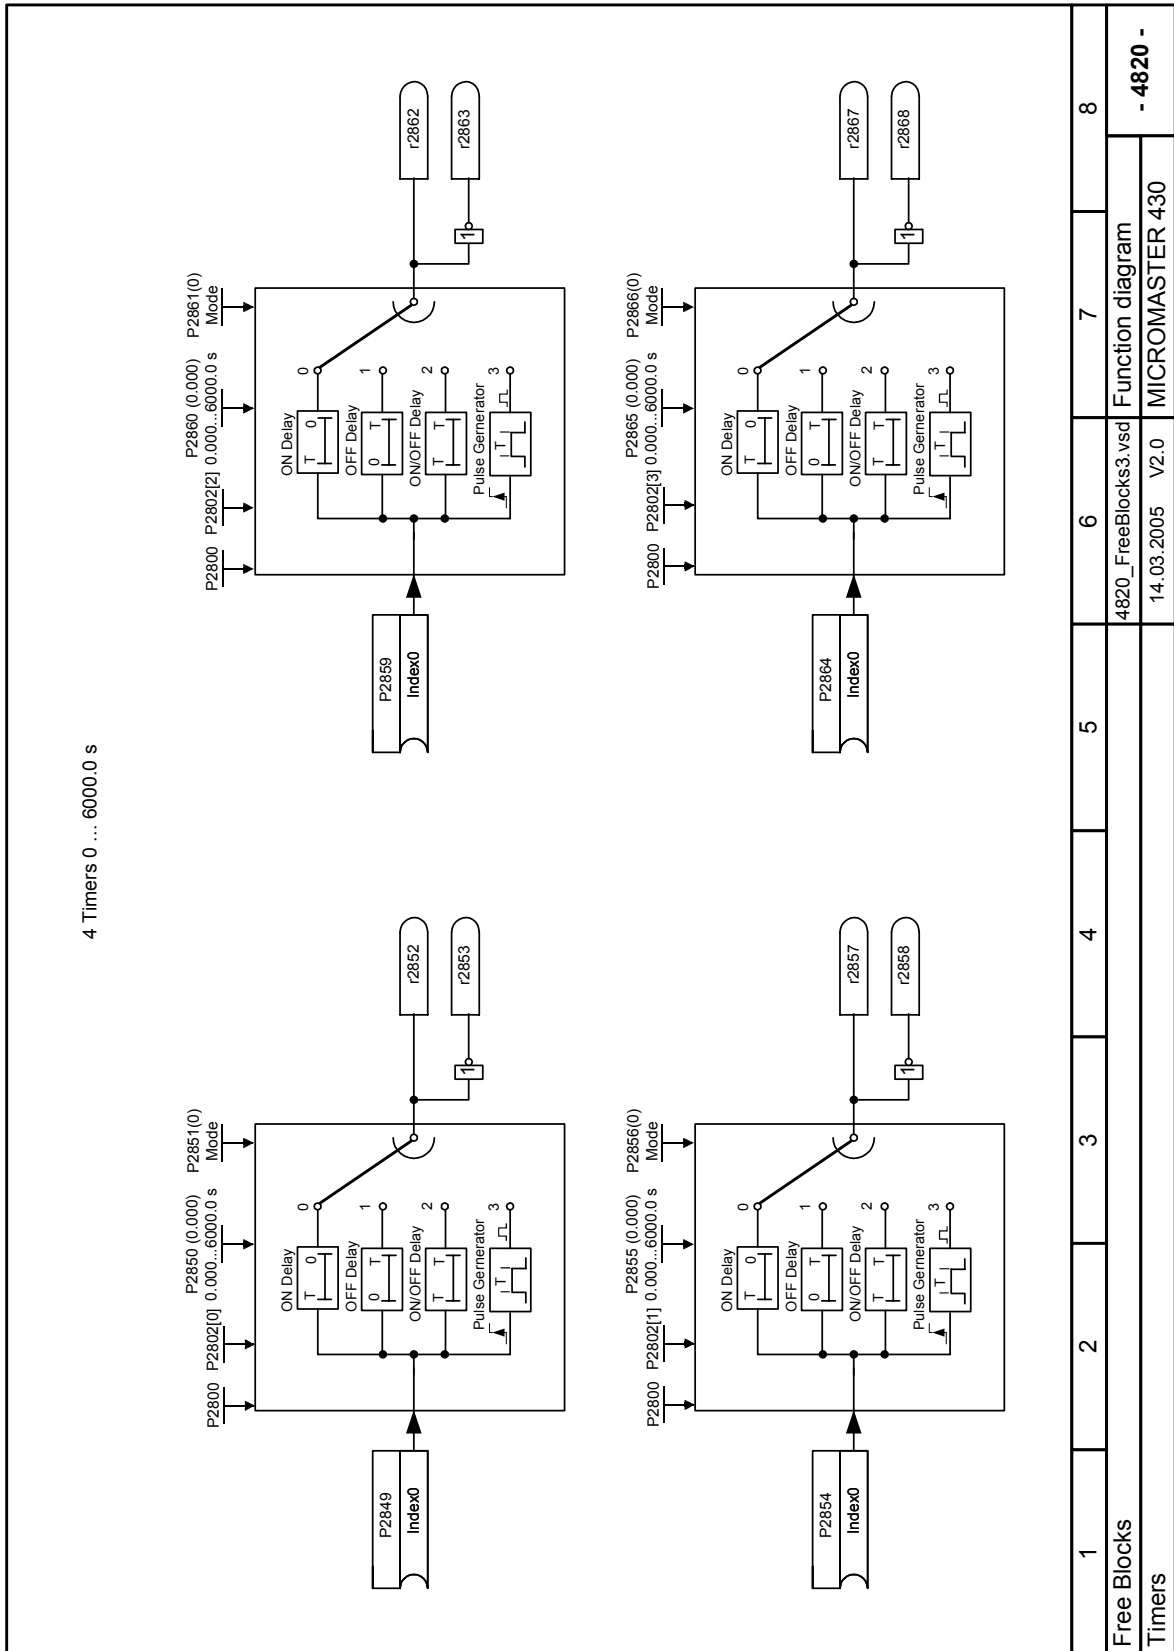 4 Timers 0 … 6000.0 s
P2800
P2802[0]
P2850 (0.000)
0.000...6000.0 s
P2851(0)
Mode
ON Delay
T 0
0
OFF Delay
0 T
1
ON/OFF Delay
T T
2
Pulse Gernerator
T
3
P2849
Index0
1
r2852
r2853
P2800
P2802[2]
P2860 (0.000)
0.000...6000.0 s
P2861(0)
Mode
ON Delay
T 0
0
OFF Delay
0 T
1
ON/OFF Delay
T T
2
Pulse Gernerator
T
3
P2859
Index0
1
r2862
r2863
P2800
P2802[1]
P2855 (0.000)
0.000...6000.0 s
P2856(0)
Mode
ON Delay
T 0
0
OFF Delay
0 T
1
ON/OFF Delay
T T
2
Pulse Gernerator
T
3
P2854
Index0
1
r2857
r2858
P2800
P2802[3]
P2865 (0.000)
0.000...6000.0 s
P2866(0)
Mode
ON Delay
T 0
0
OFF Delay
0 T
1
ON/OFF Delay
T T
2
Pulse Gernerator
T
3
P2864
Index0
1
r2867
r2868
1 2 3 4 5 6 7 8
Free Blocks 4820_FreeBlocks3.vsd Function diagram
- 4820 -
Timers 14.03.2005 V2.0 MICROMASTER 430